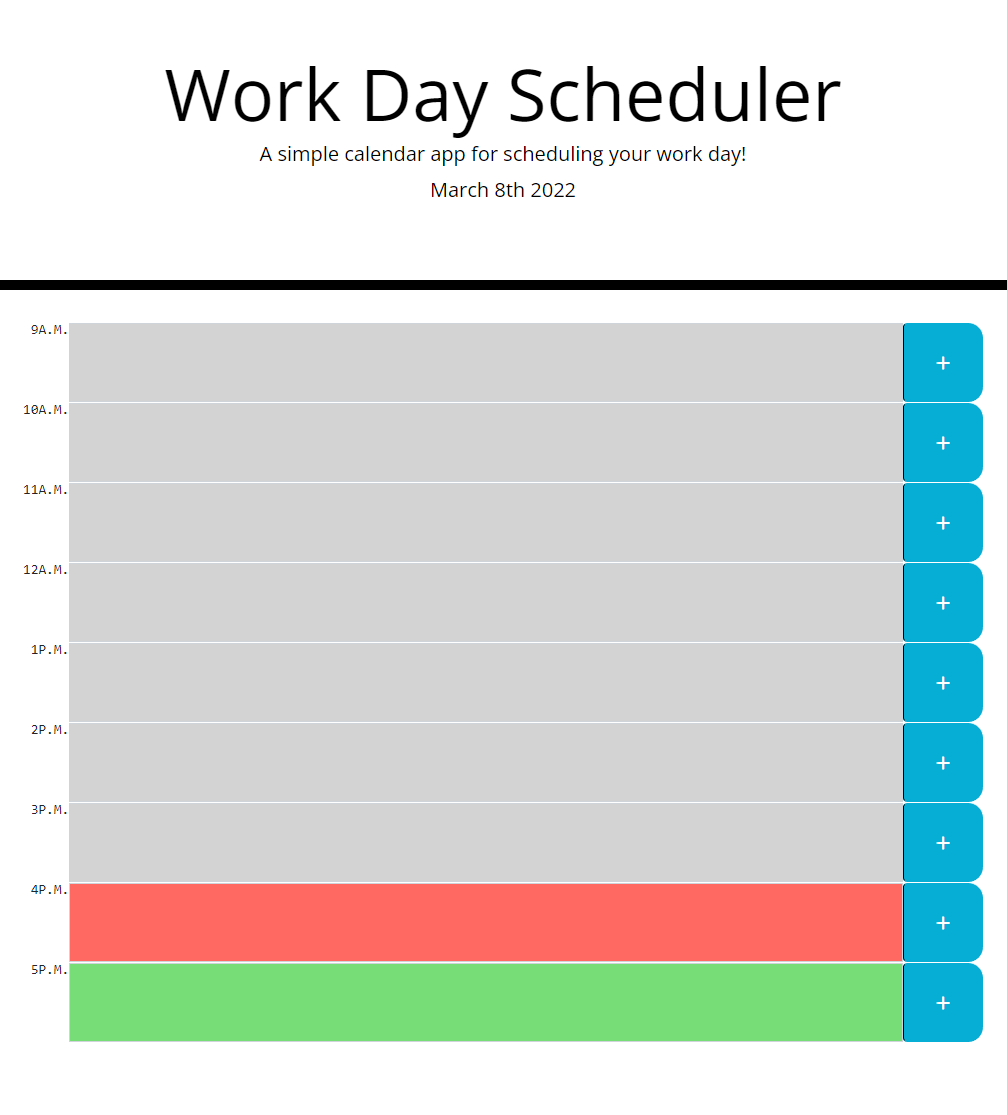 Work Day Scheduler
A simple calendar app for scheduling your work day!
March 8th 2022
9A.M.
+
10A.M.
+
11A.M.
+
12A.M.
+
1P.M.
+
2P.M.
+
3P.M.
+
4P.M.
+
5P.M.
+